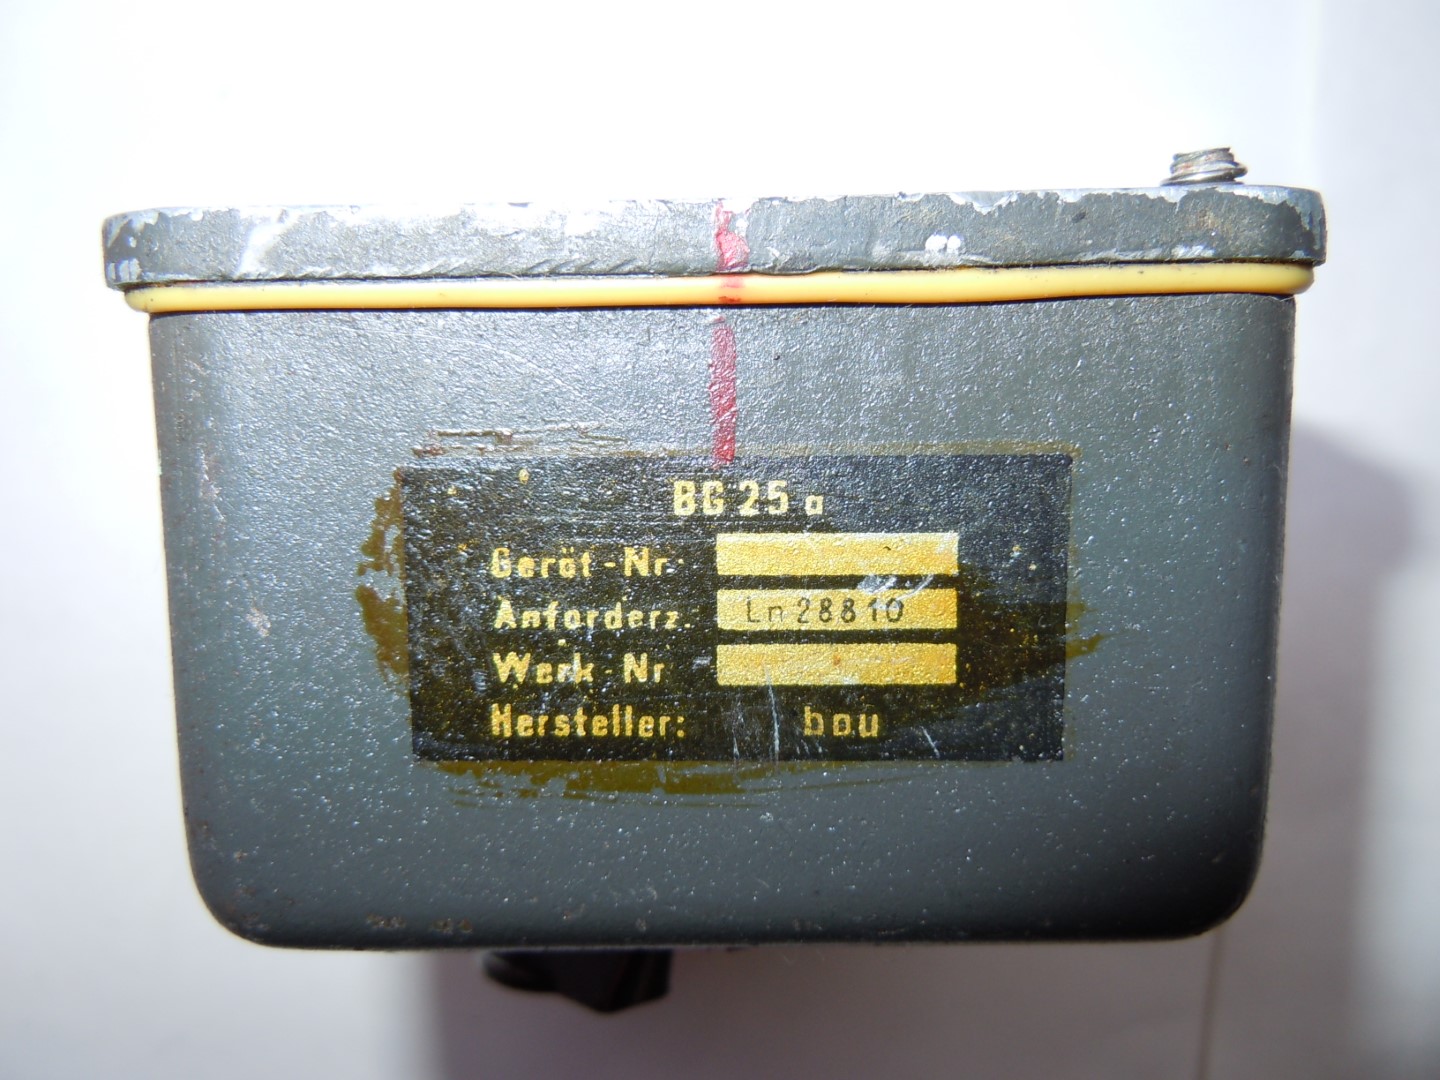 BG 25 a
Gerät-Nr.
Anforderz. Ln 28810
Werk-Nr
Hersteller: bou